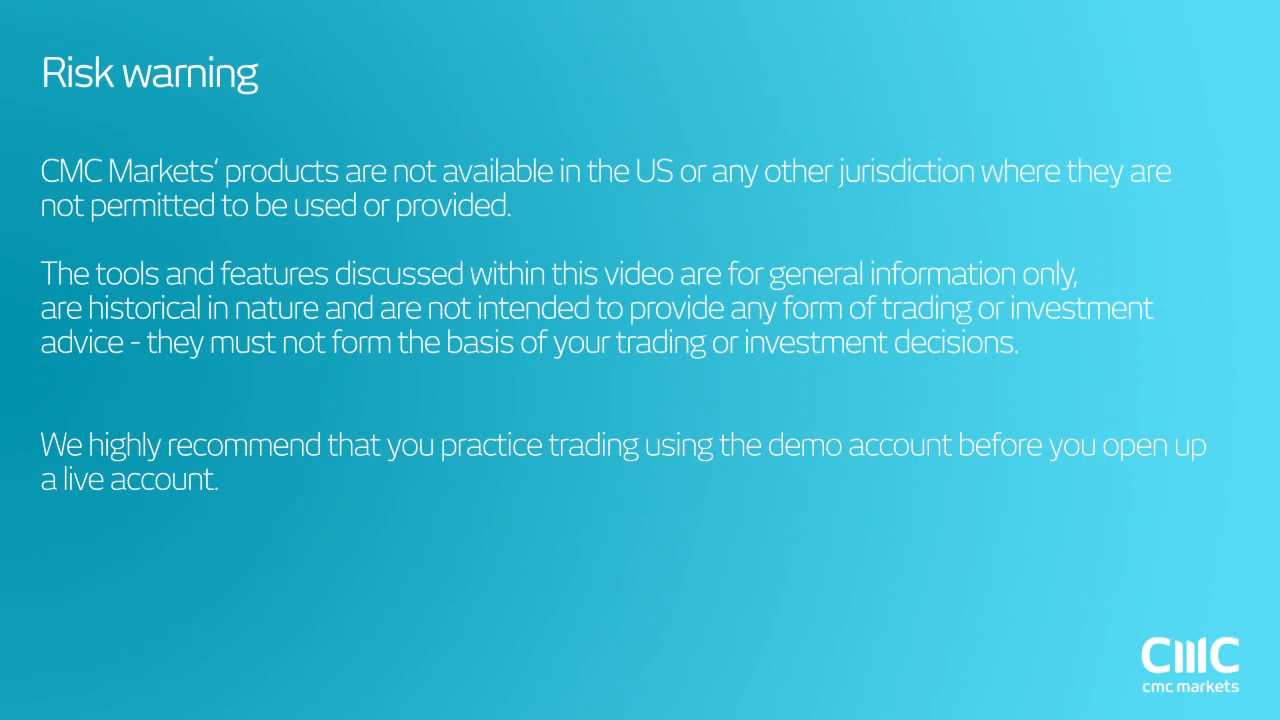 Risk warning
CMC Markets’ products are not available in the US or any other jurisdiction where they are
not permitted to be used or provided.
The tools and features discussed within this video are for general information only,
are historical in nature and are not intended to provide any form of trading or investment
advice - they must not form the basis of your trading or investment decisions.
We highly recommend that you practice trading using the demo account before you open up
a live account.
CMC
cmc markets